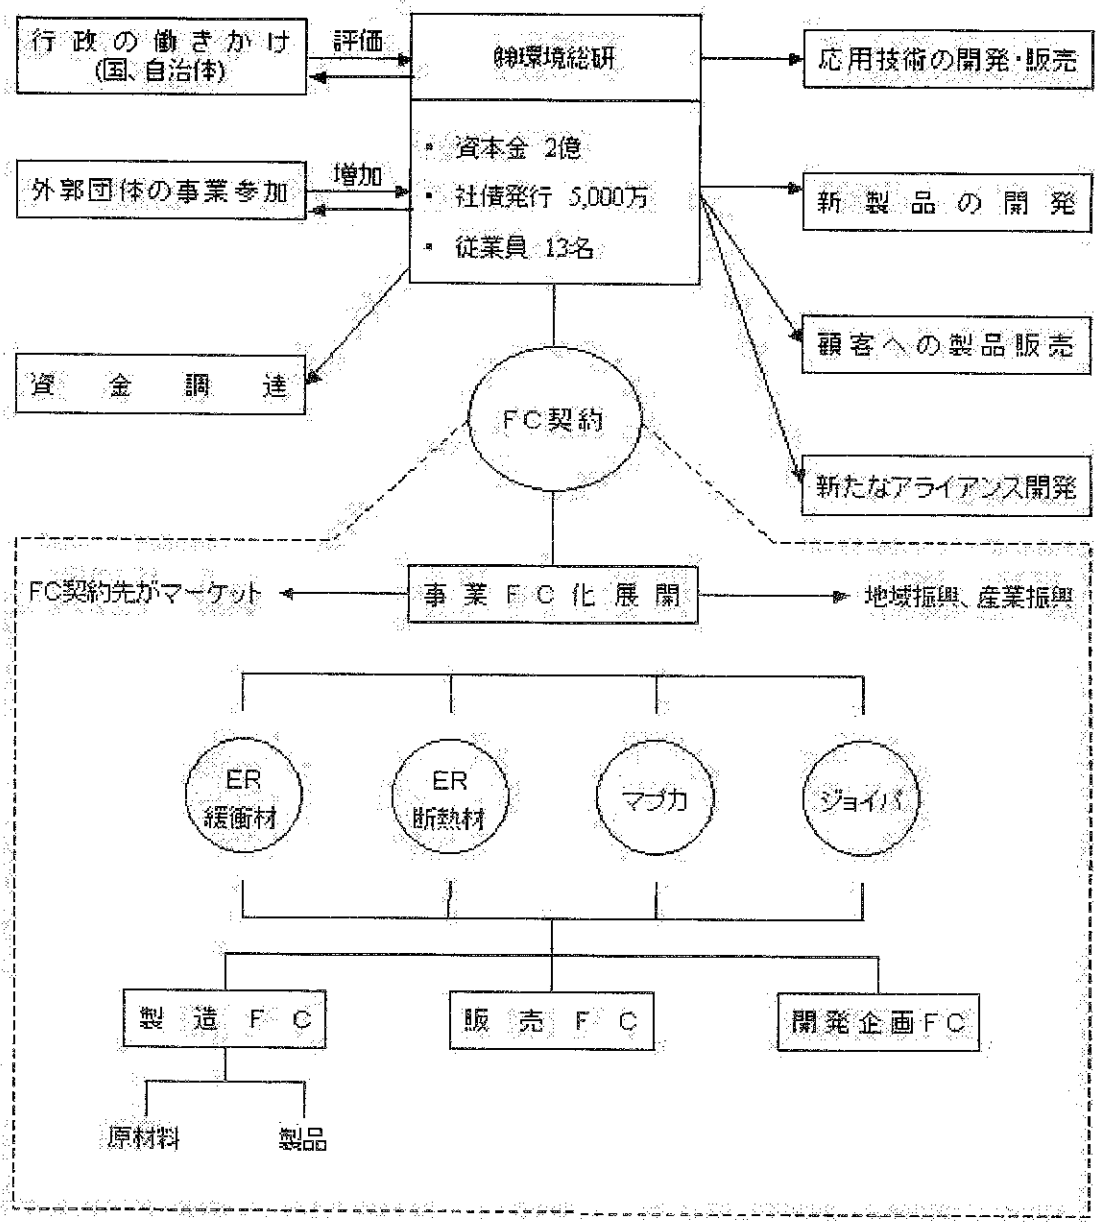 行政の働きかけ
(国、自治体)
評価
㈱環境総研
応用技術の開発・販売
・ 資本金 2億
外郭団体の事業参加
増加
・ 社債発行 5,000万
新製品の開発
・ 従業員 13名
顧客への製品販売
資金調達
FC契約
新たなアライアンス開発
FC契約先がマーケット
事業FC化展開
地域振興、産業振興
ER
緩衝材
ER
断熱材
マブカ
ジョイパ
製造FC
販売FC
開発企画FC
原材料
製品